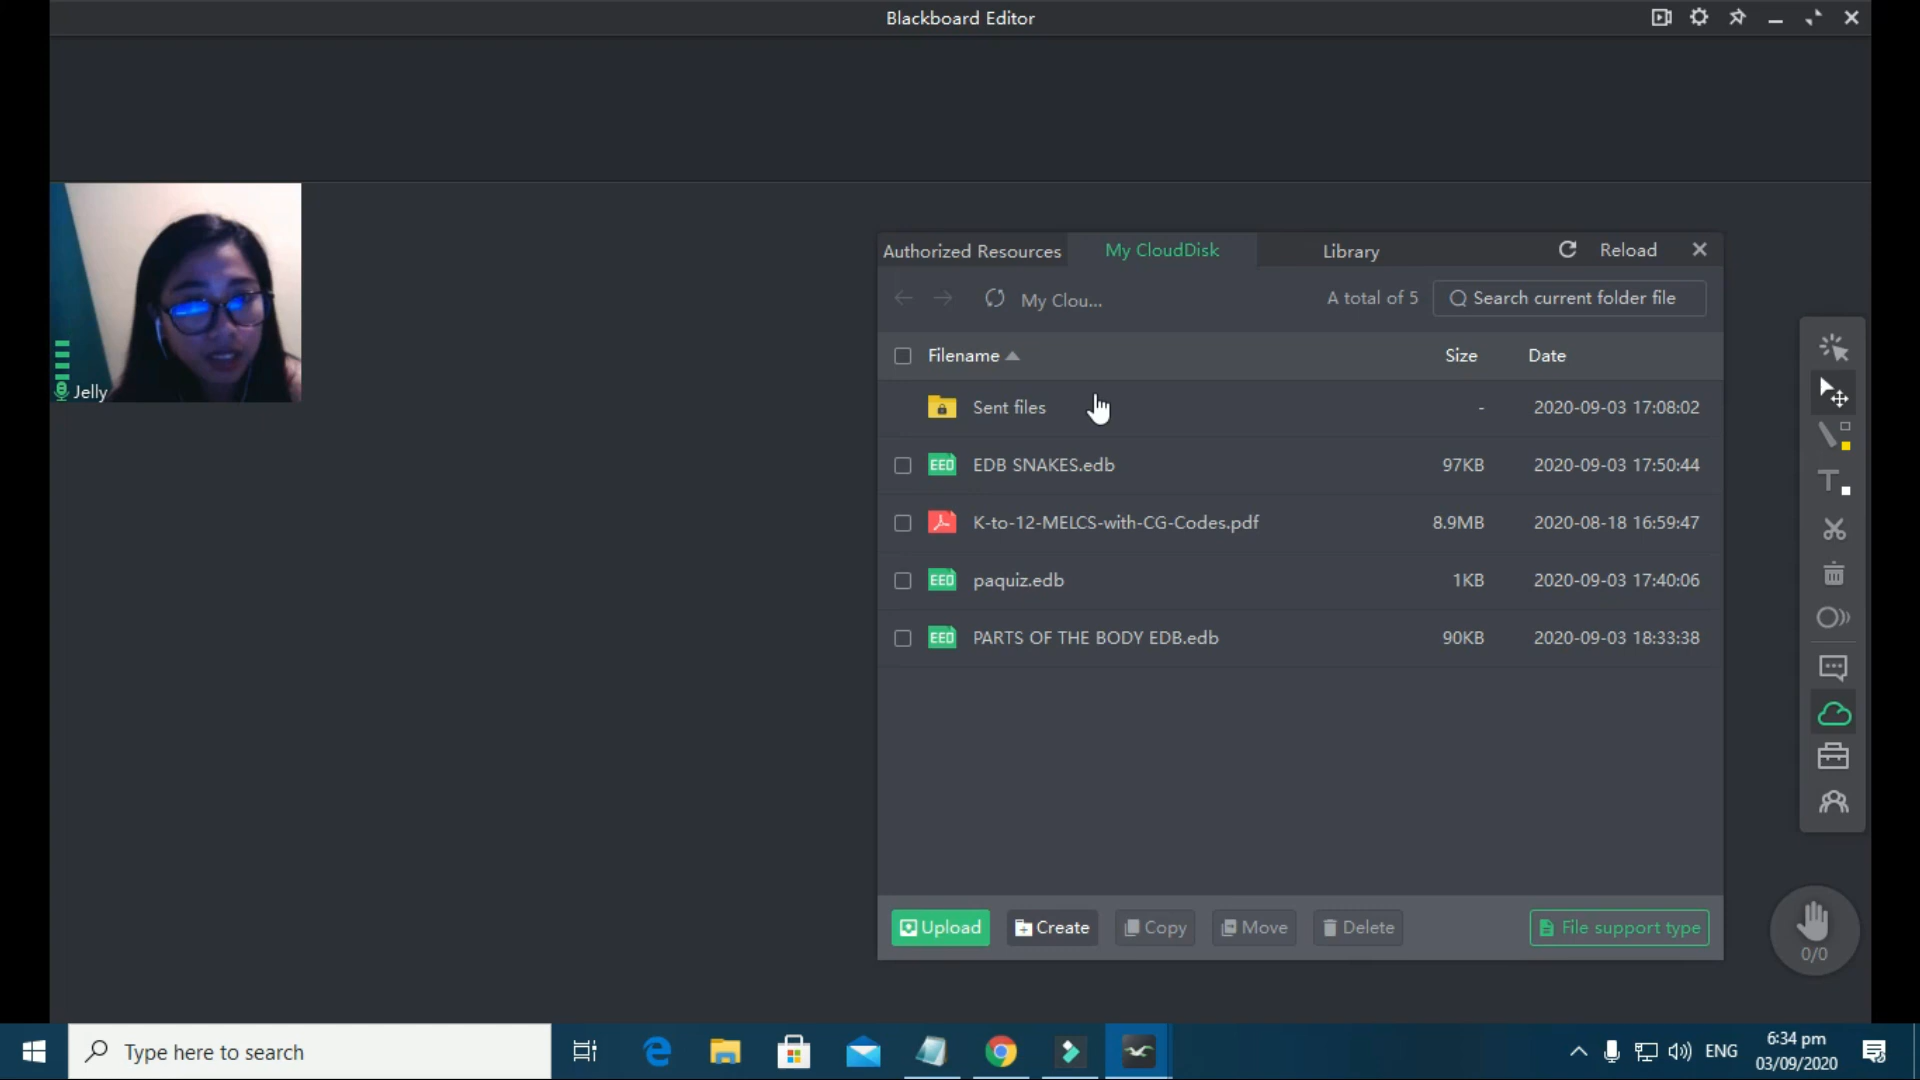 Blackboard Editor
Jelly
Authorized Resources My CloudDisk Library Reload
My Clou... A total of 5 Search current folder file
Filename Size Date
Sent files - 2020-09-03 17:08:02
EED EDB SNAKES.edb 97KB 2020-09-03 17:50:44
K-to-12-MELCS-with-CG-Codes.pdf 8.9MB 2020-08-18 16:59:47
EED paquiz.edb 1KB 2020-09-03 17:40:06
EED PARTS OF THE BODY EDB.edb 90KB 2020-09-03 18:33:38
Upload Create Copy Move Delete File support type
0/0
Type here to search ENG 6:34 pm
03/09/2020